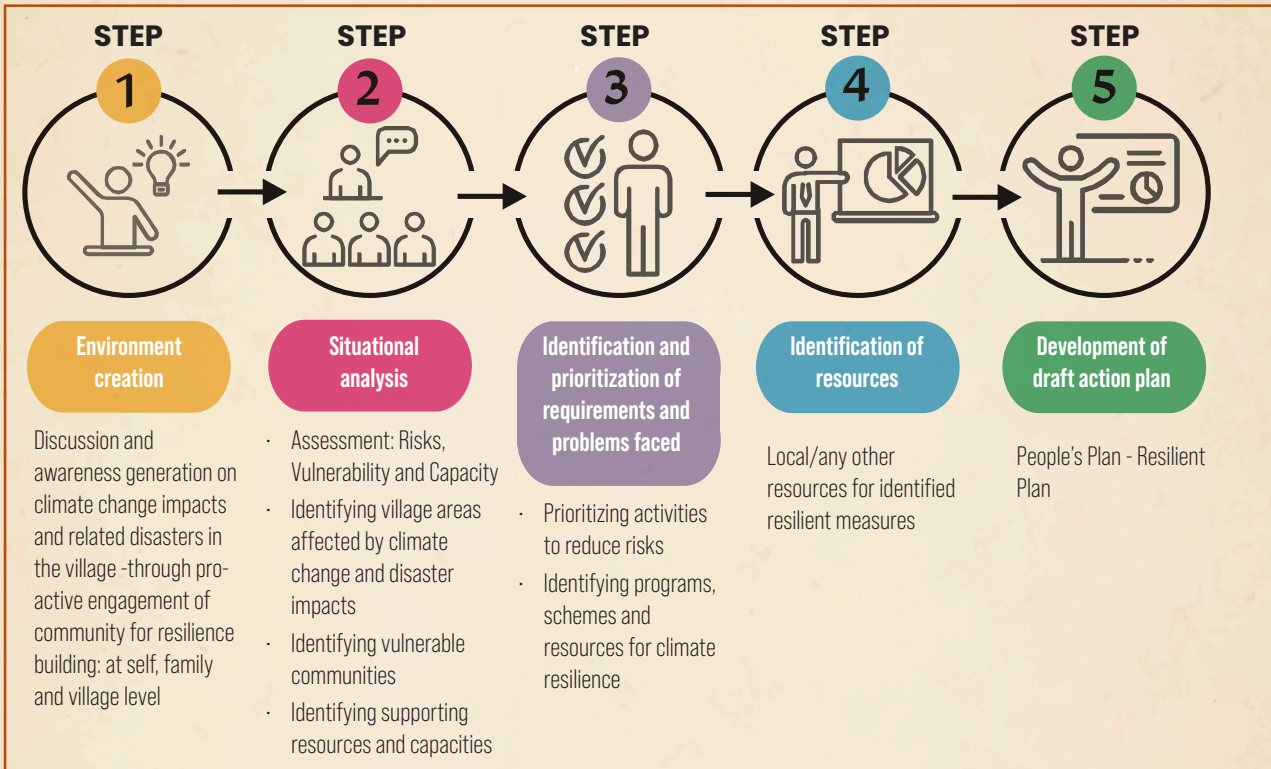 STEP
1
Environment
creation
Discussion and
awareness generation on
climate change impacts
and related disasters in
the village -through pro-
active engagement of
community for resilience
building: at self, family
and village level
STEP
2
Situational
analysis
· Assessment: Risks,
Vulnerability and Capacity
· Identifying village areas
affected by climate
change and disaster
impacts
· Identifying vulnerable
communities
· Identifying supporting
resources and capacities
STEP
3
Identification and
prioritization of
requirements and
problems faced
· Prioritizing activities
to reduce risks
· Identifying programs,
schemes and
resources for climate
resilience
STEP
4
Identification of
resources
Local/any other
resources for identified
resilient measures
STEP
5
Development of
draft action plan
People's Plan - Resilient
Plan